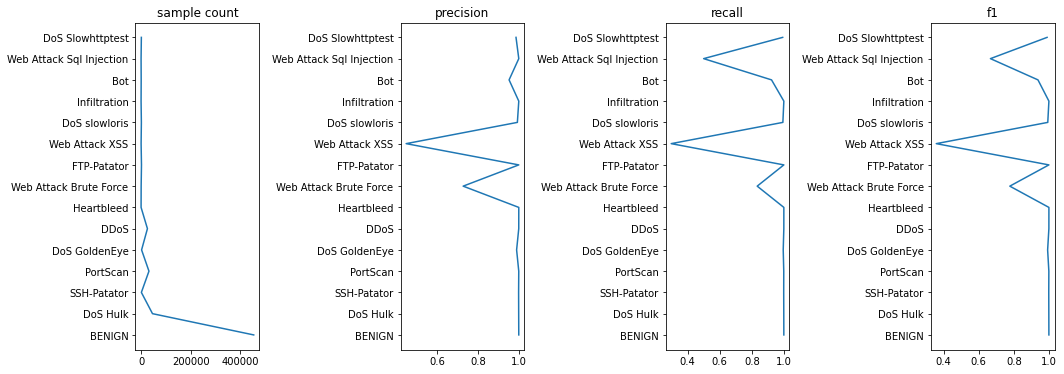 sample count
DoS Slowhttptest
Web Attack Sql Injection
Bot
Infiltration
DoS slowloris
Web Attack XSS
FTP-Patator
Web Attack Brute Force
Heartbleed
DDoS
DoS GoldenEye
PortScan
SSH-Patator
DoS Hulk
BENIGN
0 200000 400000
precision
DoS Slowhttptest
Web Attack Sql Injection
Bot
Infiltration
DoS slowloris
Web Attack XSS
FTP-Patator
Web Attack Brute Force
Heartbleed
DDoS
DoS GoldenEye
PortScan
SSH-Patator
DoS Hulk
BENIGN
0.6 0.8 1.0
recall
DoS Slowhttptest
Web Attack Sql Injection
Bot
Infiltration
DoS slowloris
Web Attack XSS
FTP-Patator
Web Attack Brute Force
Heartbleed
DDoS
DoS GoldenEye
PortScan
SSH-Patator
DoS Hulk
BENIGN
0.4 0.6 0.8 1.0
f1
DoS Slowhttptest
Web Attack Sql Injection
Bot
Infiltration
DoS slowloris
Web Attack XSS
FTP-Patator
Web Attack Brute Force
Heartbleed
DDoS
DoS GoldenEye
PortScan
SSH-Patator
DoS Hulk
BENIGN
0.4 0.6 0.8 1.0